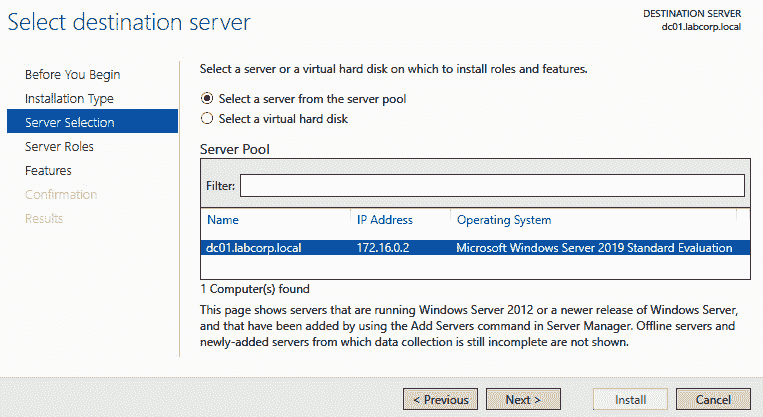 Select destination server
DESTINATION SERVER
dc01.labcorp.local
Before You Begin
Installation Type
Server Selection
Server Roles
Features
Confirmation
Results
Select a server or a virtual hard disk on which to install roles and features.
Select a server from the server pool
Select a virtual hard disk
Server Pool
Filter:
Name IP Address Operating System
dc01.labcorp.local 172.16.0.2 Microsoft Windows Server 2019 Standard Evaluation
1 Computer(s) found
This page shows servers that are running Windows Server 2012 or a newer release of Windows Server,
and that have been added by using the Add Servers command in Server Manager. Offline servers and
newly-added servers from which data collection is still incomplete are not shown.
< Previous Next > Install Cancel